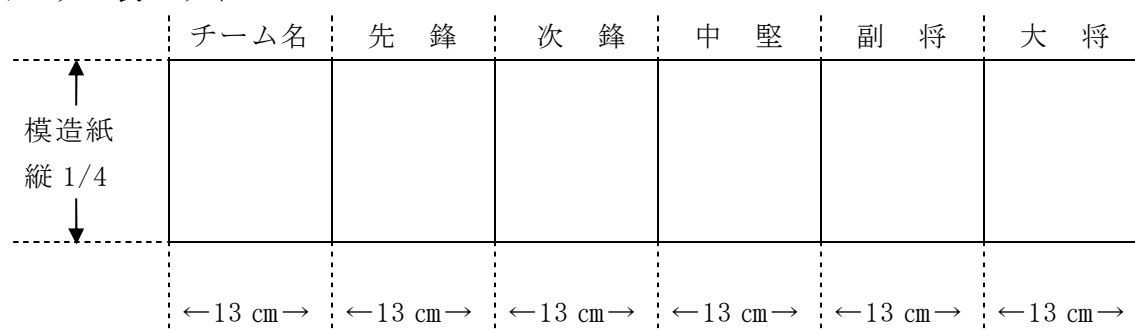 チーム名 先 鋒 次 鋒 中 堅 副 将 大 将
模造紙
縦 1/4
←13 ㎝→ ←13 ㎝→ ←13 ㎝→ ←13 ㎝→ ←13 ㎝→ ←13 ㎝→